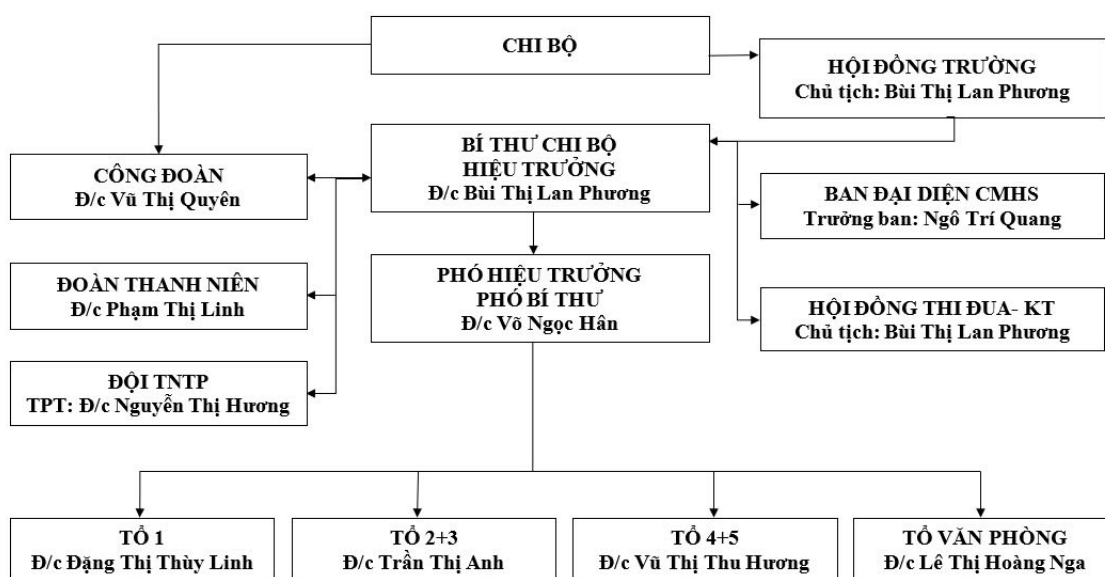 CHI BỘ
HỘI ĐỒNG TRƯỜNG
Chủ tịch: Bùi Thị Lan Phương
BÍ THƯ CHI BỘ
HIỆU TRƯỞNG
Đ/c Bùi Thị Lan Phương
CÔNG ĐOÀN
Đ/c Vũ Thị Quyên
BAN ĐẠI DIỆN CMHS
Trưởng ban: Ngô Trí Quang
ĐOÀN THANH NIÊN
Đ/c Phạm Thị Linh
PHÓ HIỆU TRƯỞNG
PHÓ BÍ THƯ
Đ/c Võ Ngọc Hân
HỘI ĐỒNG THI ĐUA- KT
Chủ tịch: Bùi Thị Lan Phương
ĐỘI TNTP
TPT: Đ/c Nguyễn Thị Hương
TỔ 1
Đ/c Đặng Thị Thùy Linh
TỔ 2+3
Đ/c Trần Thị Anh
TỔ 4+5
Đ/c Vũ Thị Thu Hương
TỔ VĂN PHÒNG
Đ/c Lê Thị Hoàng Nga